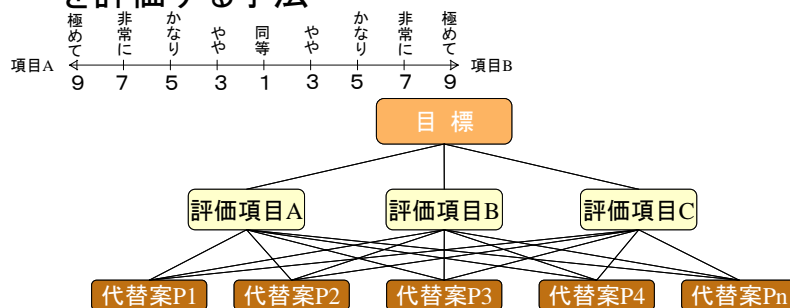 を評価する手法
極めて 非常に かなり やや 同等 やや かなり 非常に 極めて
項目A 項目B
9 7 5 3 1 3 5 7 9
目 標
評価項目A 評価項目B 評価項目C
代替案P1 代替案P2 代替案P3 代替案P4 代替案Pn